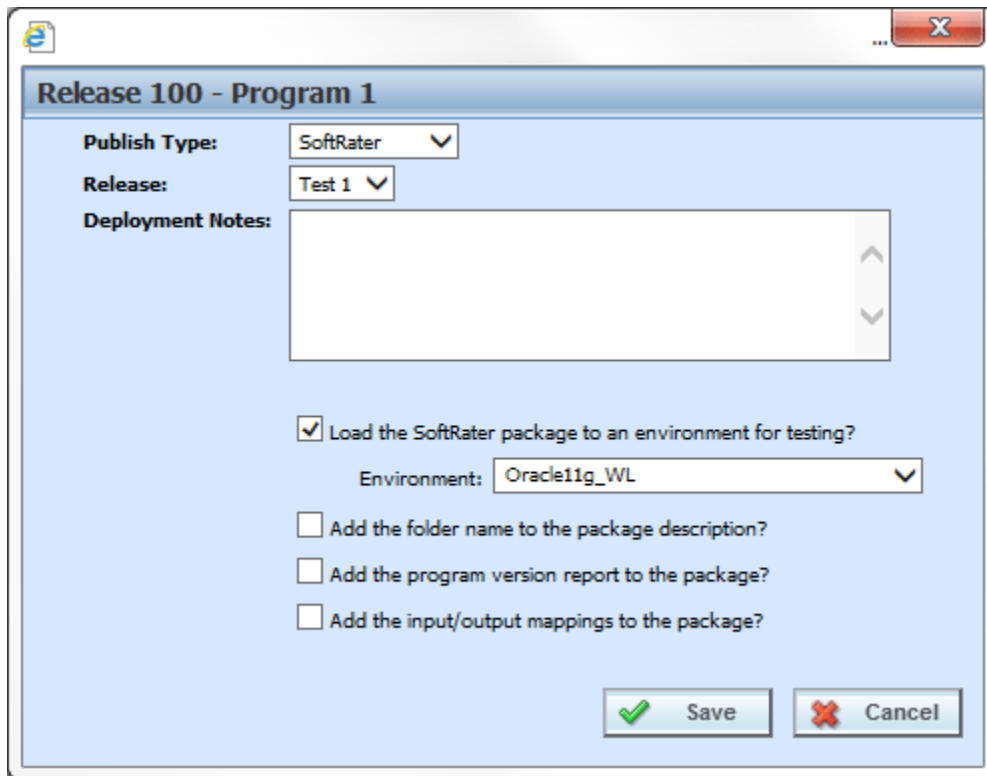 ...
Release 100 - Program 1
Publish Type: SoftRater
Release: Test 1
Deployment Notes:
Load the SoftRater package to an environment for testing?
Environment: Oracle11g_WL
Add the folder name to the package description?
Add the program version report to the package?
Add the input/output mappings to the package?
Save Cancel